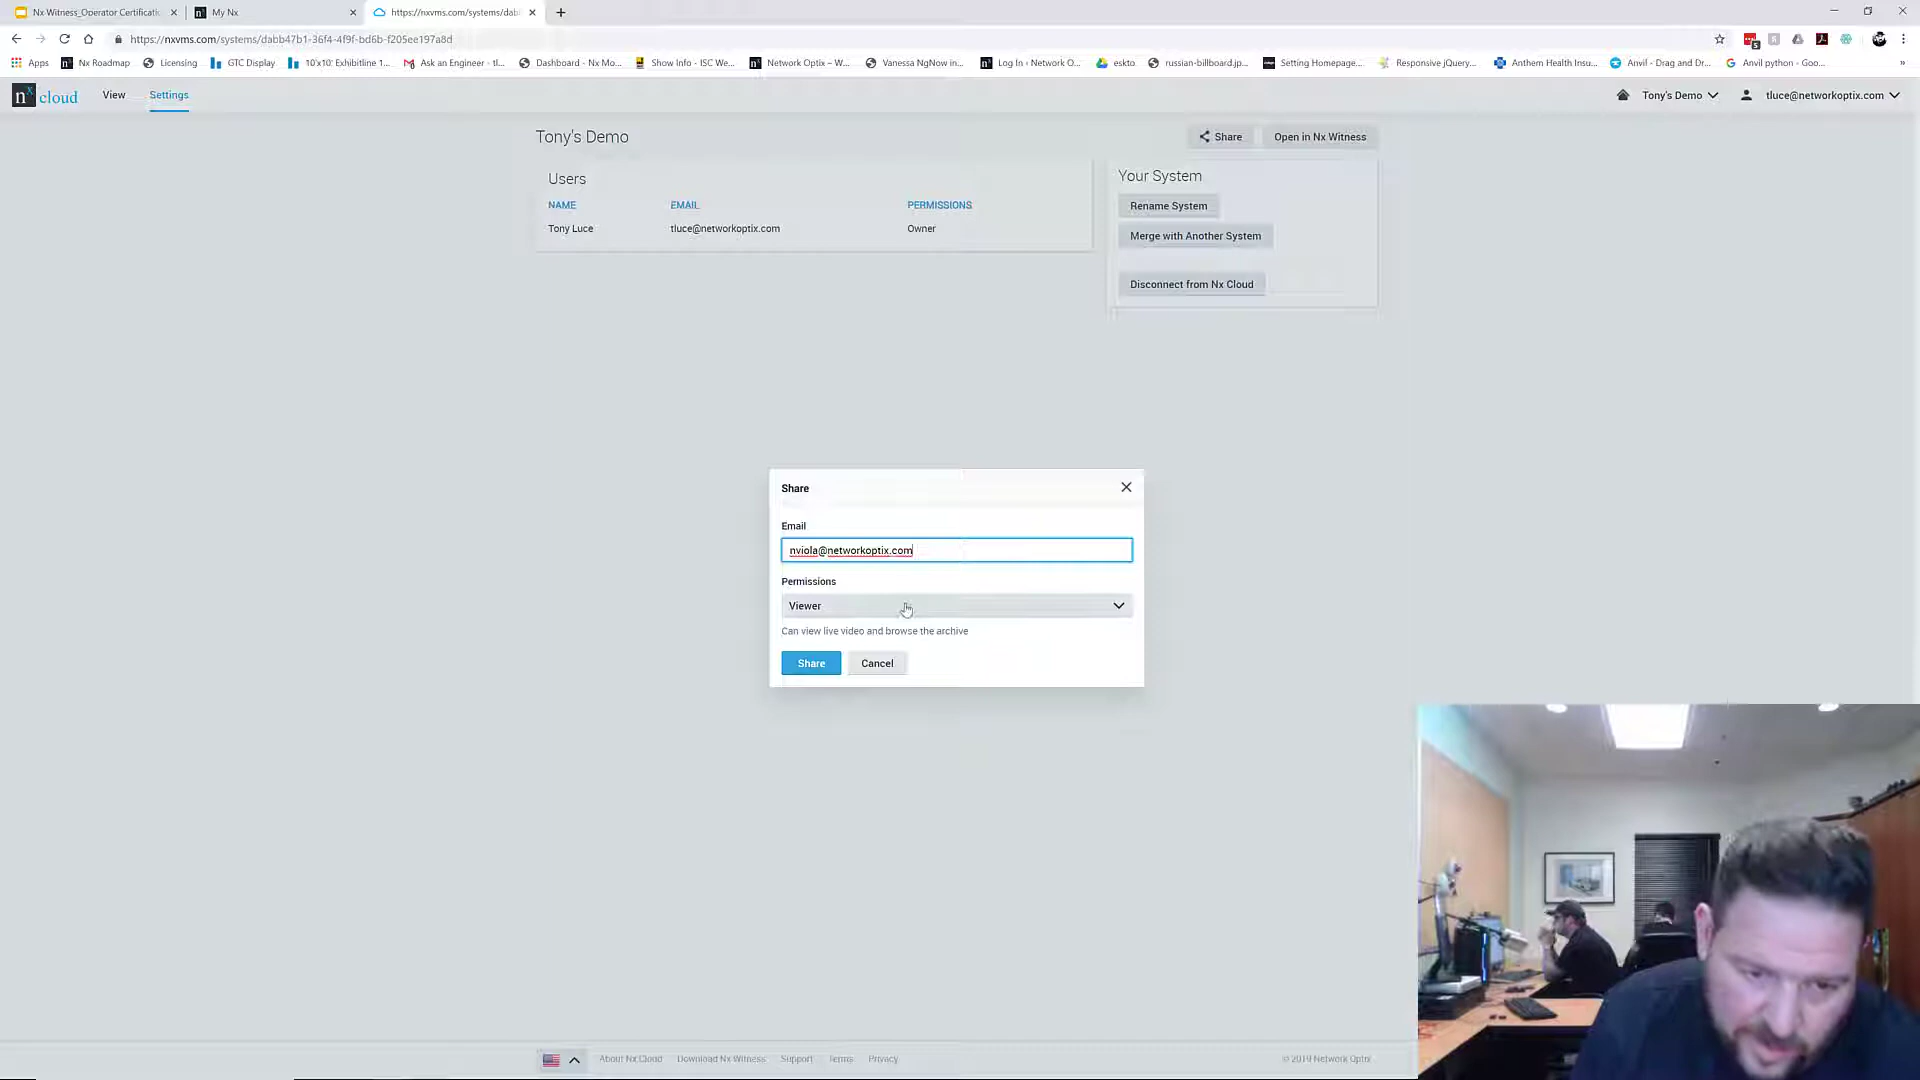 Nx-Witness_Operator Certificati
My Nx
https://nxvms.com/systems/dabb
https://nxvms.com/systems/dabb47b1-36f4-4f9f-bd6b-f205ee197a8d
5
Apps
Nx Roadmap
Licensing
GTC Display
10'x10' Exhibitline 1...
Ask an Engineer - tl...
Dashboard - Nx Mo...
Show Info - ISC We...
Network Optix – W...
Vanessa NgNow in...
Log In ‹ Network O...
eskto
russian-billboard.jp...
Setting Homepage...
Responsive jQuery...
Anthem Health Insu...
Anvil - Drag and Dr...
Anvil python - Goo...
»
nx cloud
View
Settings
Tony's Demo
tluce@networkoptix.com
Tony's Demo
Share
Open in Nx Witness
Users
NAME
EMAIL
PERMISSIONS
Tony Luce
tluce@networkoptix.com
Owner
Your System
Rename System
Merge with Another System
Disconnect from Nx Cloud
Share
Email
nviola@networkoptix.com
Permissions
Viewer
Can view live video and browse the archive
Share
Cancel
About Nx Cloud
Download Nx Witness
Support
Terms
Privacy
© 2019 Network Optix